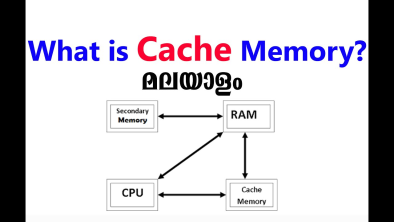 What is Cache Memory?
മലയാളം
Secondary
Memory
RAM
CPU
Cache
Memory